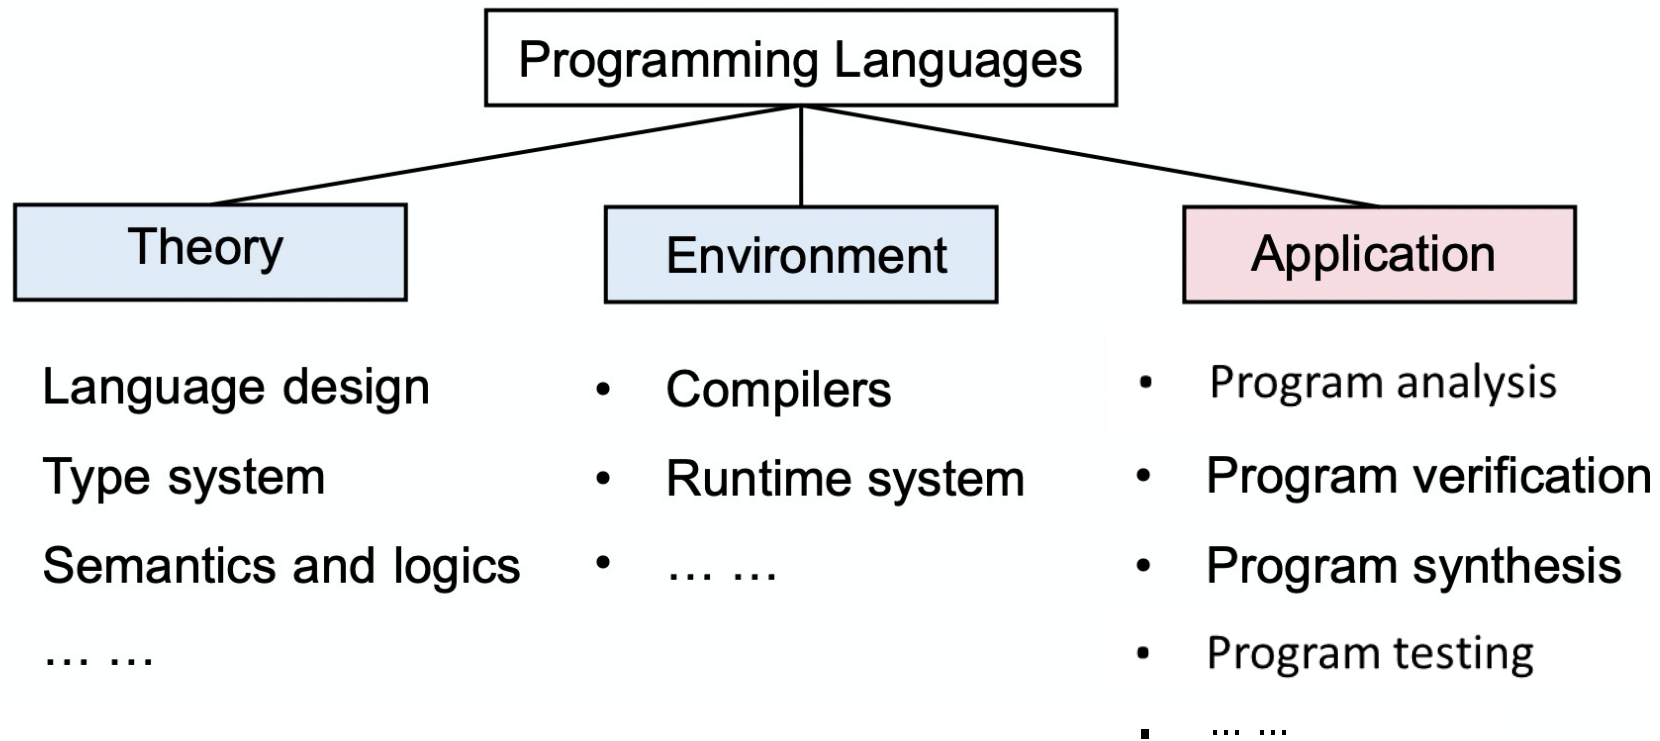 Programming Languages
Theory
Language design
Type system
Semantics and logics
... ...
Environment
• Compilers
• Runtime system
• ... ...
Application
• Program analysis
• Program verification
• Program synthesis
• Program testing
• ... ...